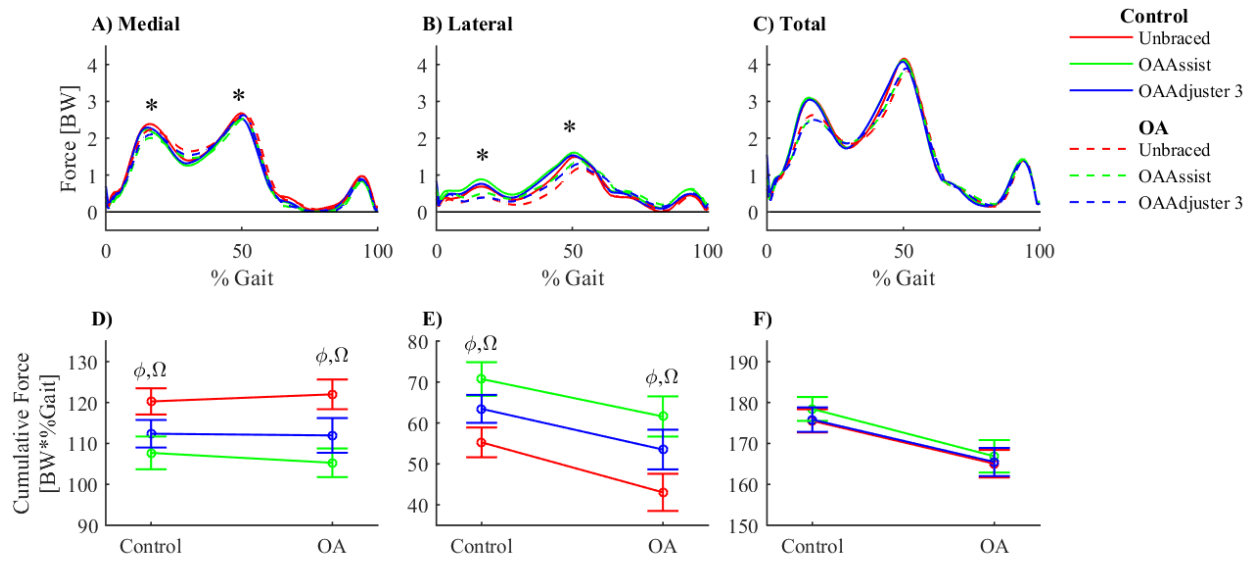 A) Medial
B) Lateral
C) Total
Force [BW]
4
3
2
1
0
0
50
100
% Gait
*
*
4
3
2
1
0
0
50
100
% Gait
*
*
4
3
2
1
0
0
50
100
% Gait
Control
Unbraced
OAAssist
OAAdjuster 3
OA
Unbraced
OAAssist
OAAdjuster 3
D)
Cumulative Force
[BW*%Gait]
130
120
110
100
90
ϕ,Ω
ϕ,Ω
Control
OA
E)
80
70
60
50
40
ϕ,Ω
ϕ,Ω
Control
OA
F)
190
180
170
160
150
Control
OA